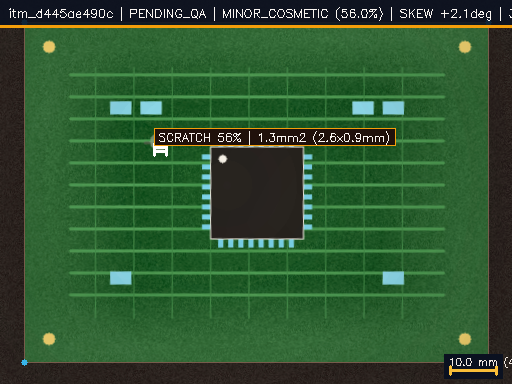 itm_d445ae490c | PENDING_QA | MINOR_COSMETIC (56.0%) | SKEW +2.1deg |
SCRATCH 56% | 1.3mm2 (2.6x0.9mm)
10.0 mm